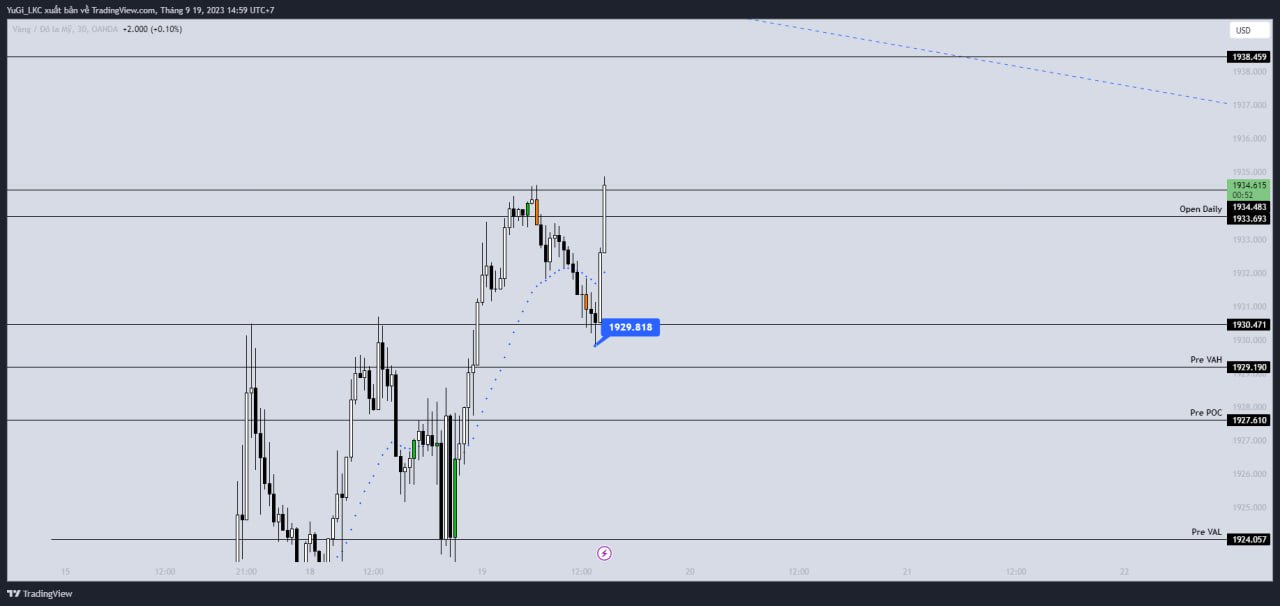 YuGi_LKC xuất bản về TradingView.com, Tháng 9 19, 2023 14:59 UTC+7
Vàng / Đô la Mỹ, 30, OANDA +2.000 (+0.10%)
USD
1938.459
1938.000
1937.000
1936.000
1935.000
1934.615
00:52
1934.483
Open Daily 1933.693
1933.000
1932.000
1931.000
1930.471
1929.818
1930.000
Pre VAH 1929.190
1928.000
Pre POC 1927.610
1927.000
1926.000
1925.000
Pre VAL 1924.057
15 12:00 21:00 18 12:00 19 12:00 20 12:00 21 12:00 22
TradingView